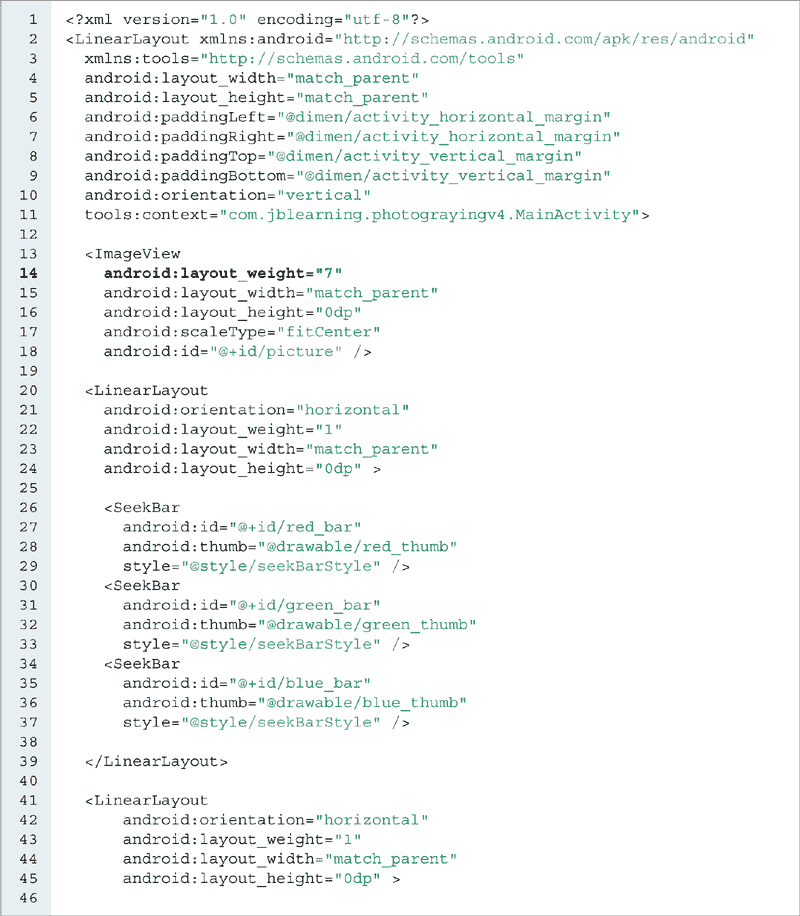 1 <?xml version="1.0" encoding="utf-8"?>
2 <LinearLayout xmlns:android="http://schemas.android.com/apk/res/android"
3 xmlns:tools="http://schemas.android.com/tools"
4 android:layout_width="match_parent"
5 android:layout_height="match_parent"
6 android:paddingLeft="@dimen/activity_horizontal_margin"
7 android:paddingRight="@dimen/activity_horizontal_margin"
8 android:paddingTop="@dimen/activity_vertical_margin"
9 android:paddingBottom="@dimen/activity_vertical_margin"
10 android:orientation="vertical"
11 tools:context="com.jblearning.photograyingv4.MainActivity">
12
13 <ImageView
14 android:layout_weight="7"
15 android:layout_width="match_parent"
16 android:layout_height="0dp"
17 android:scaleType="fitCenter"
18 android:id="@+id/picture" />
19
20 <LinearLayout
21 android:orientation="horizontal"
22 android:layout_weight="1"
23 android:layout_width="match_parent"
24 android:layout_height="0dp" >
25
26 <SeekBar
27 android:id="@+id/red_bar"
28 android:thumb="@drawable/red_thumb"
29 style="@style/seekBarStyle" />
30 <SeekBar
31 android:id="@+id/green_bar"
32 android:thumb="@drawable/green_thumb"
33 style="@style/seekBarStyle" />
34 <SeekBar
35 android:id="@+id/blue_bar"
36 android:thumb="@drawable/blue_thumb"
37 style="@style/seekBarStyle" />
38
39 </LinearLayout>
40
41 <LinearLayout
42 android:orientation="horizontal"
43 android:layout_weight="1"
44 android:layout_width="match_parent"
45 android:layout_height="0dp" >
46